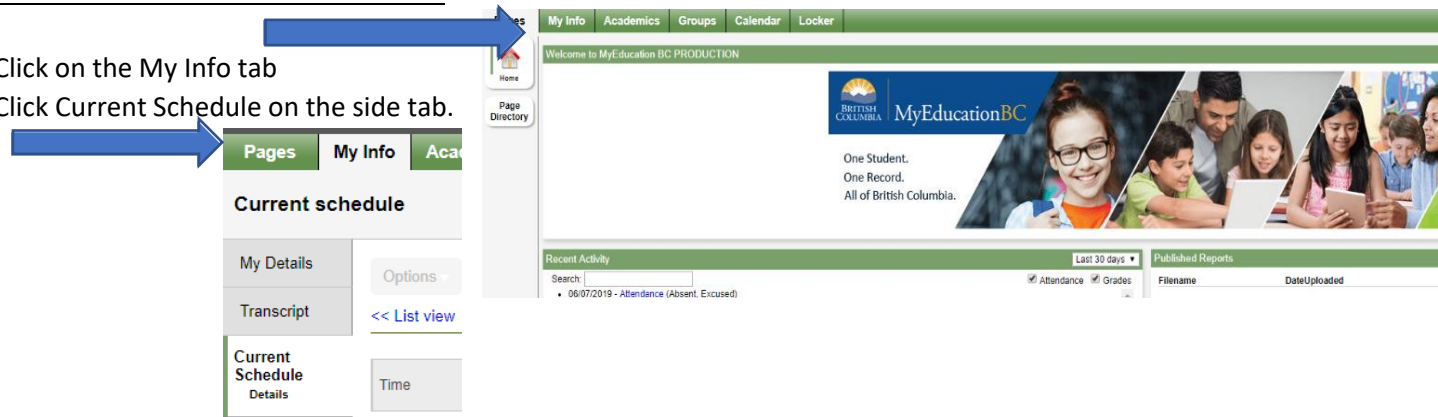 Click on the My Info tab
Click Current Schedule on the side tab.
Pages My Info
Current schedule
My Details
Transcript
Current
Schedule
Details
Options
<< List view
Time
My Info Academics Groups Calendar Locker
Welcome to MyEducation BC PRODUCTION
Home
Page
Directory
BRITISH
COLUMBIA
MyEducationBC
One Student.
One Record.
All of British Columbia.
Recent Activity Last 30 days
Search: Attendance Grades
• 06/07/2019 - Attendance (Absent, Excused)
Published Reports
Filename DateUploaded